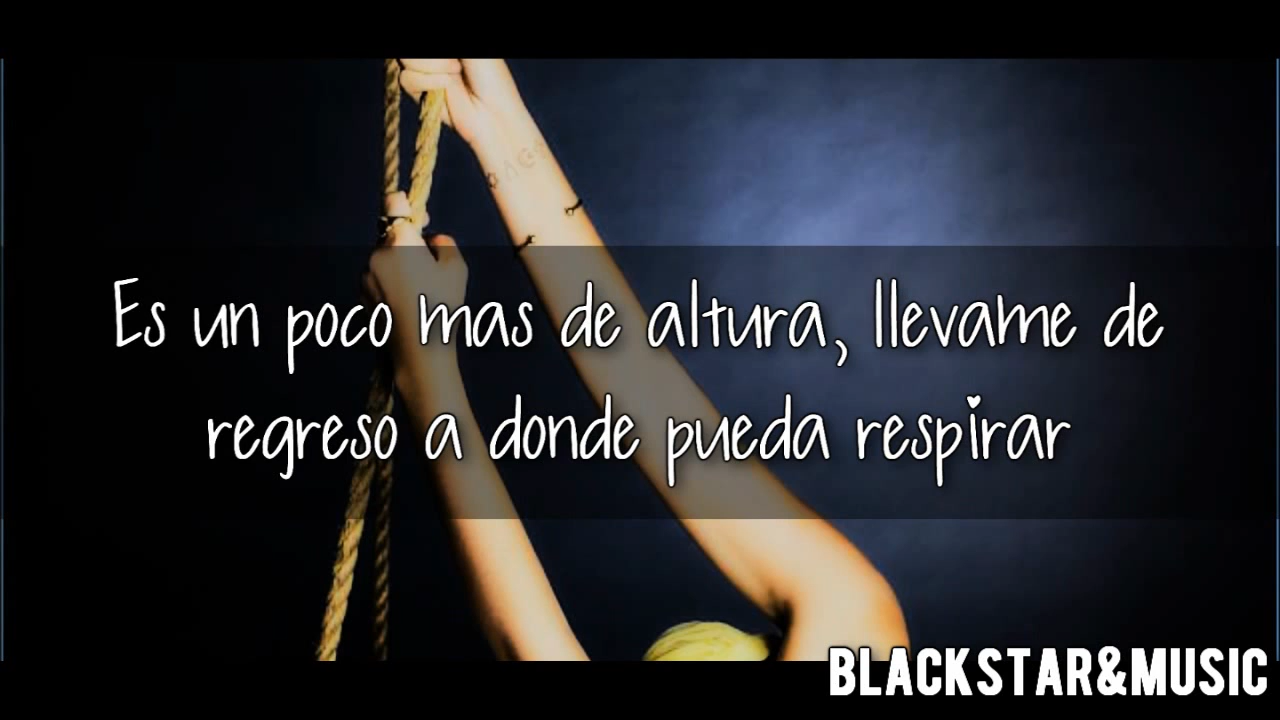 Es un poco mas de altura, llevame de
regreso a donde pueda respirar
BLACKSTAR&MUSIC